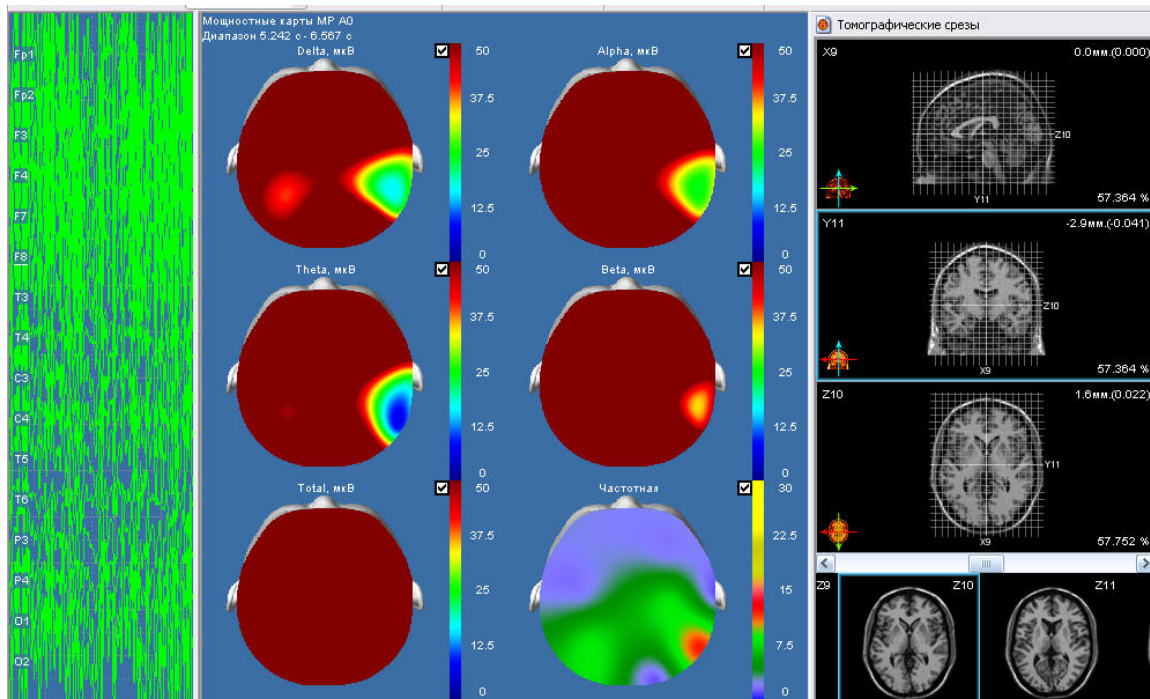 Fp1
Fp2
F3
F4
F7
F8
T3
T4
C3
C4
T5
T6
P3
P4
O1
O2
Мощностные карты МР A0
Диапазон 5.242 с - 6.567 с
Delta, мкВ
50
37.5
25
12.5
0
Alpha, мкВ
50
37.5
25
12.5
0
Theta, мкВ
50
37.5
25
12.5
0
Beta, мкВ
50
37.5
25
12.5
0
Total, мкВ
50
37.5
25
12.5
0
Частотная
30
22.5
15
7.5
0
Томографические срезы
X9
0.0мм.(0.000)
Z10
Y11
57.364 %
Y11
-2.9мм.(-0.041)
Z10
X9
57.364 %
Z10
1.6мм.(0.022)
Y11
X9
57.752 %
Z9
Z10
Z11